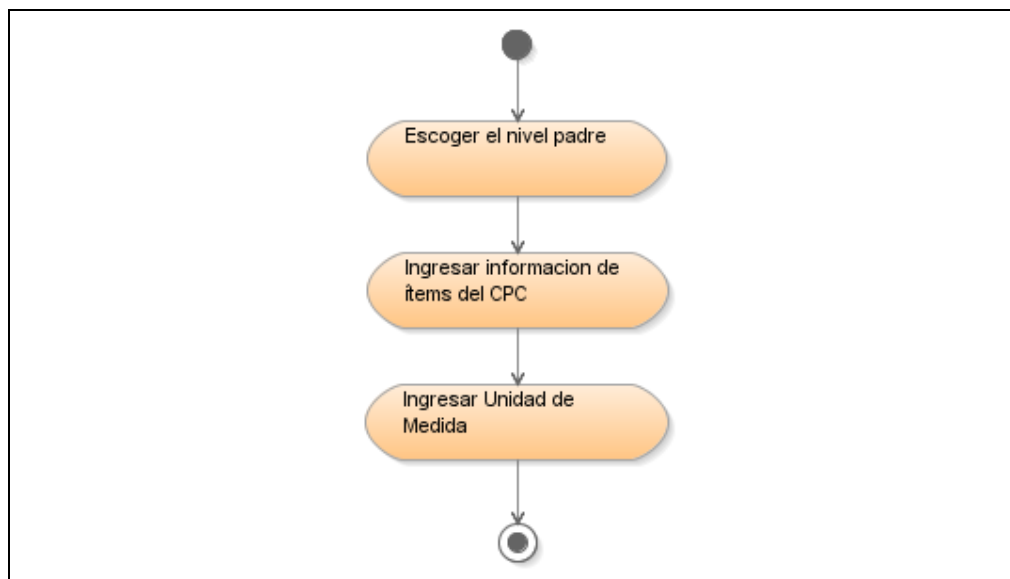 Escoger el nivel padre
Ingresar informacion de
ítems del CPC
Ingresar Unidad de
Medida